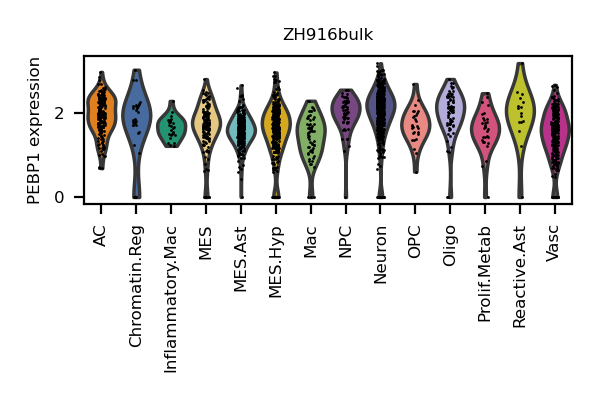 ZH916bulk
PEBP1 expression
2
0
AC
Chromatin.Reg
Inflammatory.Mac
MES
MES.Ast
MES.Hyp
Mac
NPC
Neuron
OPC
Oligo
Prolif.Metab
Reactive.Ast
Vasc